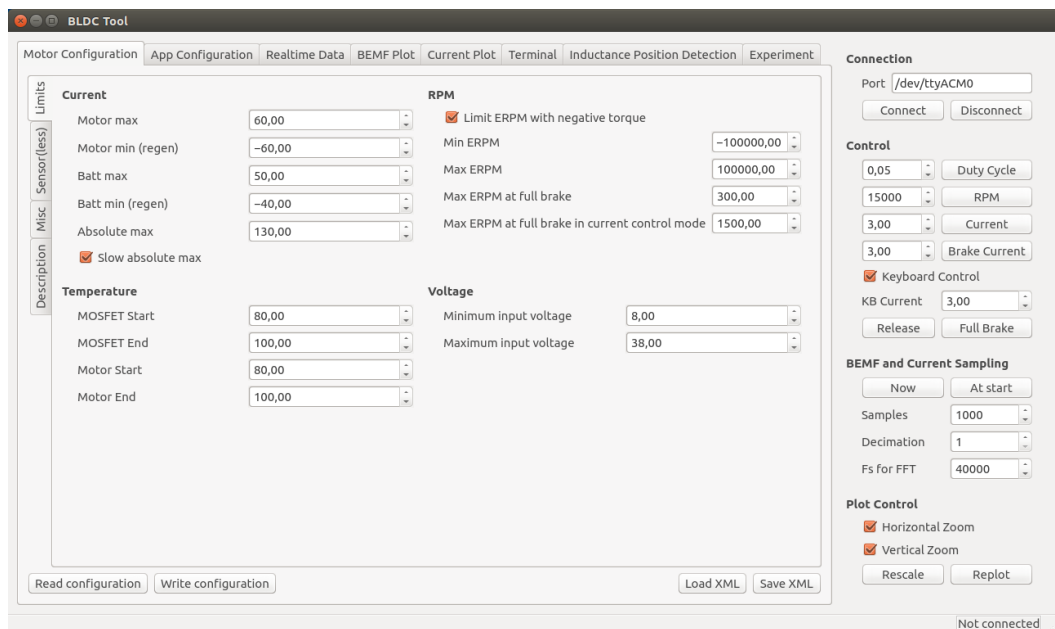 BLDC Tool
Motor Configuration App Configuration Realtime Data BEMF Plot Current Plot Terminal Inductance Position Detection Experiment
Limits
Sensor(less)
Misc
Description
Current
Motor max 60,00
Motor min (regen) −60,00
Batt max 50,00
Batt min (regen) −40,00
Absolute max 130,00
Slow absolute max
RPM
Limit ERPM with negative torque
Min ERPM −100000,00
Max ERPM 100000,00
Max ERPM at full brake 300,00
Max ERPM at full brake in current control mode 1500,00
Temperature
MOSFET Start 80,00
MOSFET End 100,00
Motor Start 80,00
Motor End 100,00
Voltage
Minimum input voltage 8,00
Maximum input voltage 38,00
Read configuration Write configuration Load XML Save XML
Connection
Port /dev/ttyACM0
Connect Disconnect
Control
0,05 Duty Cycle
15000 RPM
3,00 Current
3,00 Brake Current
Keyboard Control
KB Current 3,00
Release Full Brake
BEMF and Current Sampling
Now At start
Samples 1000
Decimation 1
Fs for FFT 40000
Plot Control
Horizontal Zoom
Vertical Zoom
Rescale Replot
Not connected